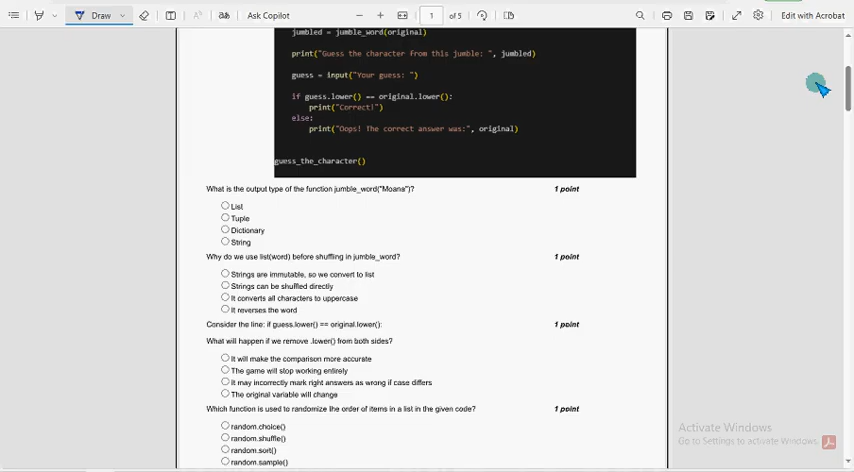 Draw
Ask Copilot
1 of 5
Edit with Acrobat
jumbled = jumble_word(original)
print("Guess the character from this jumble: ", jumbled)
guess = input("Your guess: ")
if guess.lower() == original.lower():
print("Correct!")
else:
print("Oops! The correct answer was:", original)
guess_the_character()
What is the output type of the function jumble_word("Moana")? 1 point
List
Tuple
Dictionary
String
Why do we use list(word) before shuffling in jumble_word? 1 point
Strings are immutable, so we convert to list
Strings can be shuffled directly
It converts all characters to uppercase
It reverses the word
Consider the line: if guess.lower() == original.lower(): 1 point
What will happen if we remove .lower() from both sides?
It will make the comparison more accurate
The game will stop working entirely
It may incorrectly mark right answers as wrong if case differs
The original variable will change
Which function is used to randomize the order of items in a list in the given code? 1 point
random.choice()
random.shuffle()
random.sort()
random.sample()
Activate Windows
Go to Settings to activate Windows.